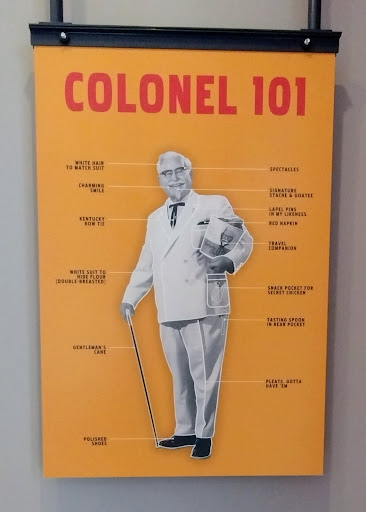 COLONEL 101
WHITE HAIR
TO MATCH SUIT
CHARMING
SMILE
KENTUCKY
BOW TIE
WHITE SUIT TO
HIDE FLOUR
(DOUBLE-BREASTED)
GENTLEMAN'S
CANE
POLISHED
SHOES
SPECTACLES
SIGNATURE
STACHE & GOATEE
LAPEL PINS
IN MY LIKENESS
RED NAPKIN
TRAVEL
COMPANION
SNACK POCKET FOR
SECRET CHICKEN
TASTING SPOON
IN REAR POCKET
PLEATS. GOTTA
HAVE 'EM